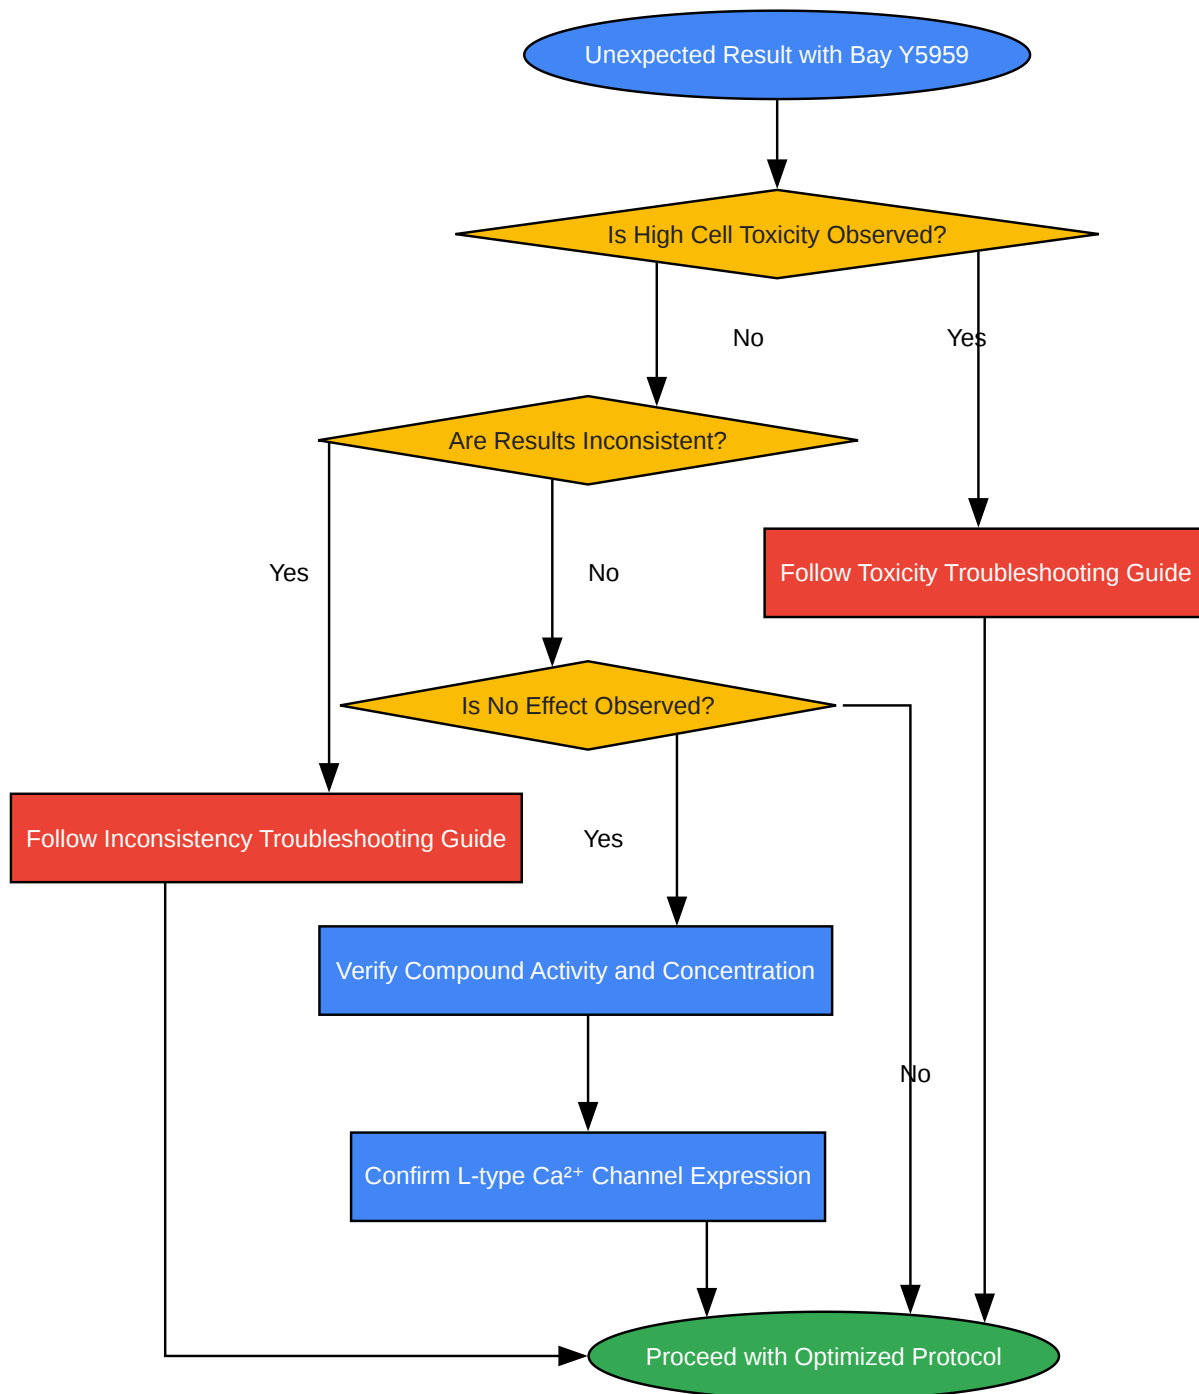 Unexpected Result with Bay Y5959
Is High Cell Toxicity Observed?
No
Yes
Are Results Inconsistent?
Yes
No
Follow Toxicity Troubleshooting Guide
Is No Effect Observed?
Follow Inconsistency Troubleshooting Guide
Yes
Verify Compound Activity and Concentration
No
Confirm L-type Ca²⁺ Channel Expression
Proceed with Optimized Protocol